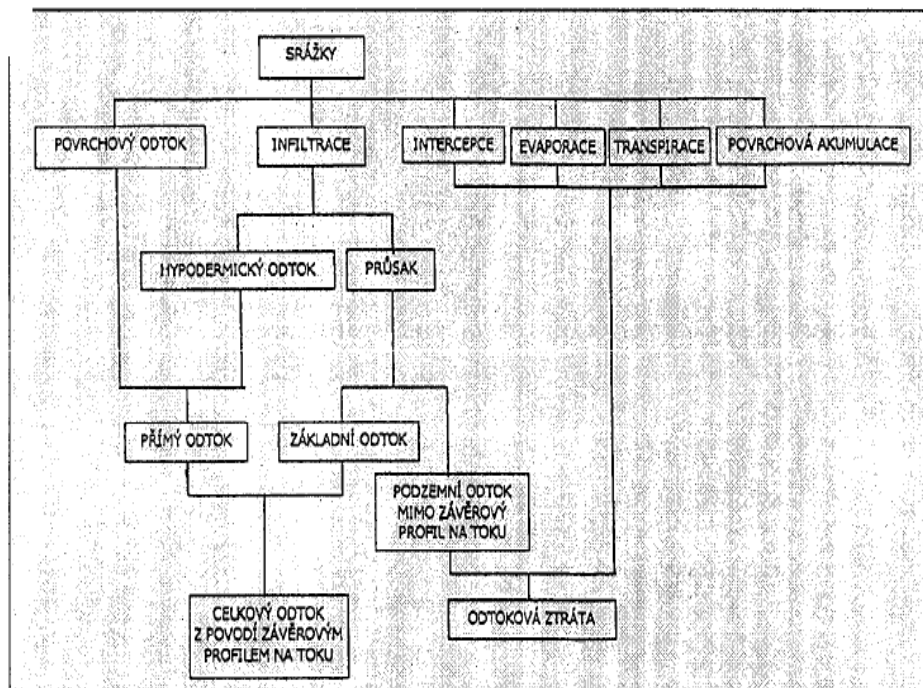 SRÁŽKY
POVRCHOVÝ ODTOK
INFILTRACE
INTERCEPCE
EVAPORACE
TRANSPIRACE
POVRCHOVÁ AKUMULACE
HYPODERMICKÝ ODTOK
PRŮSAK
PŘÍMÝ ODTOK
ZÁKLADNÍ ODTOK
PODZEMNÍ ODTOK
MIMO ZÁVĚROVÝ
PROFIL NA TOKU
CELKOVÝ ODTOK
Z POVODÍ ZÁVĚROVÝM
PROFILEM NA TOKU
ODTOKOVÁ ZTRÁTA